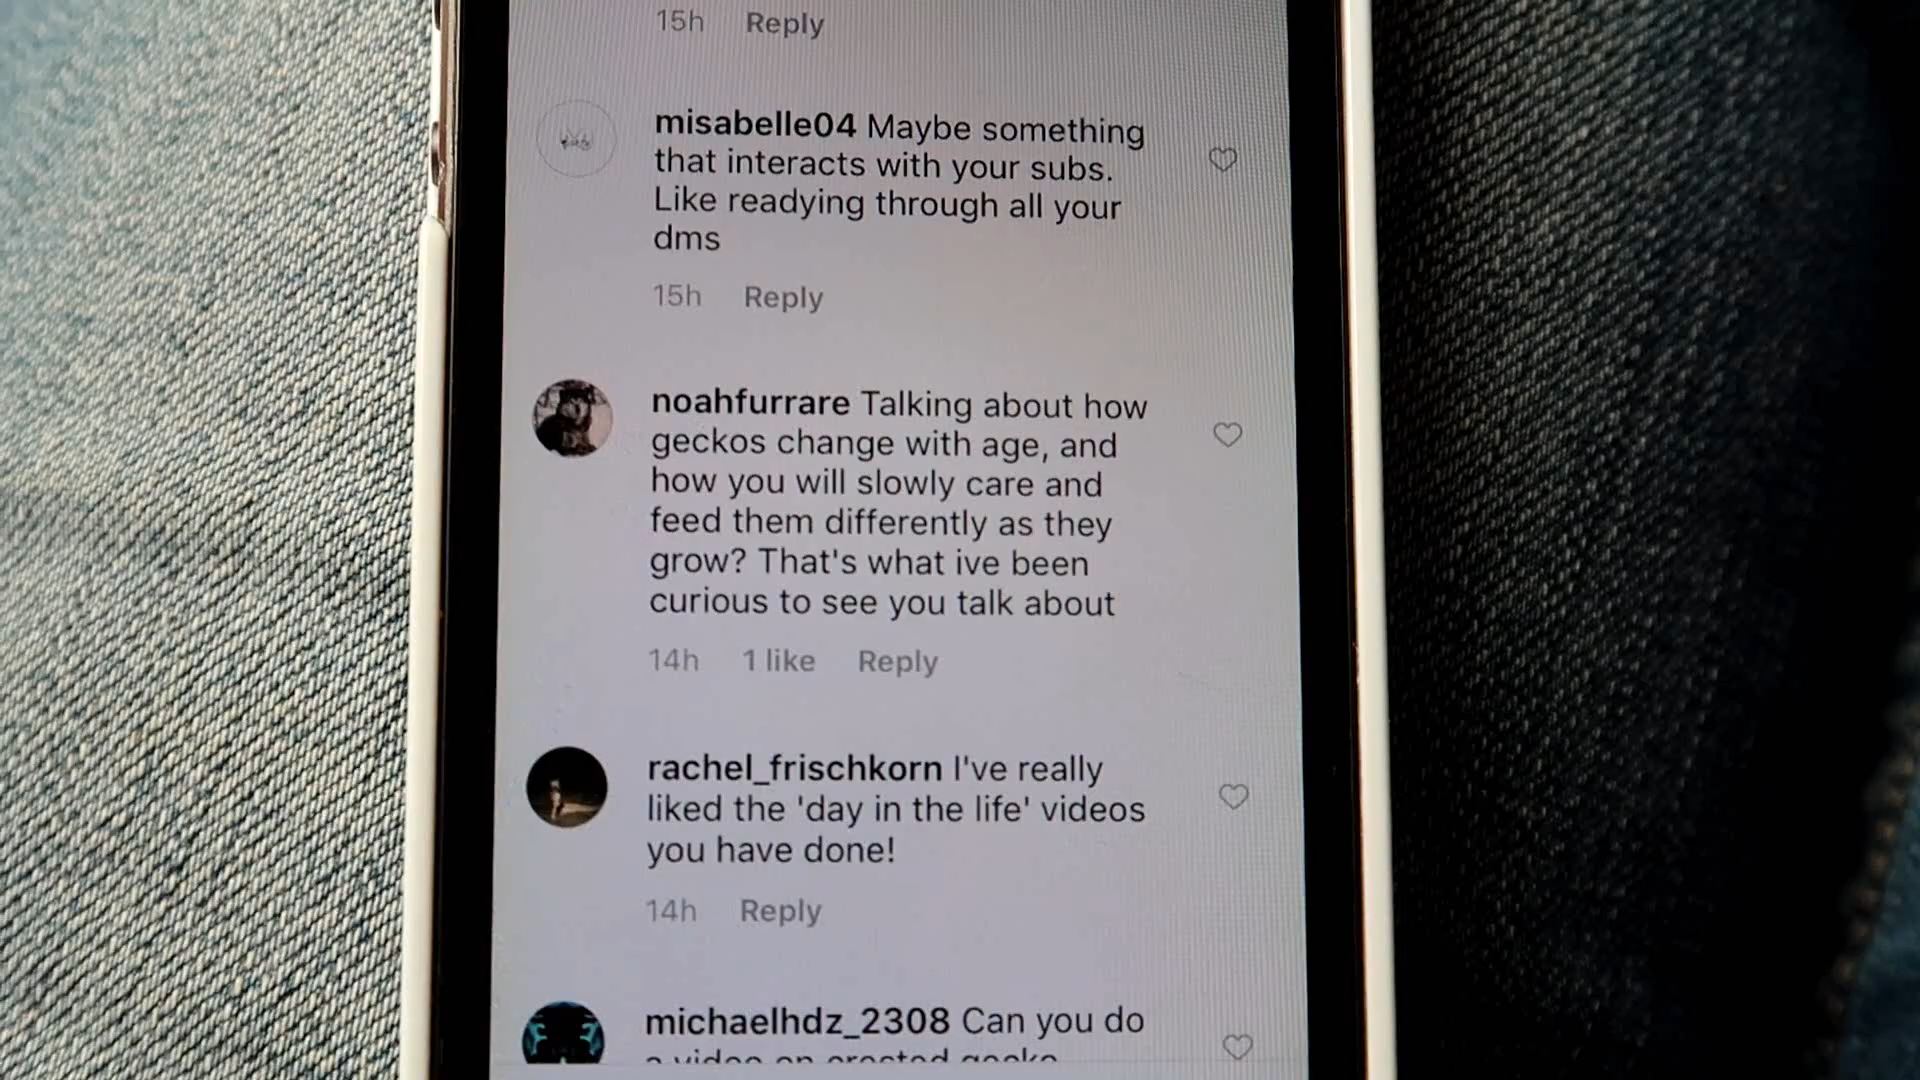 15h Reply
misabelle04 Maybe something
that interacts with your subs.
Like readying through all your
dms
15h Reply
noahfurrare Talking about how
geckos change with age, and
how you will slowly care and
feed them differently as they
grow? That's what ive been
curious to see you talk about
14h 1 like Reply
rachel_frischkorn I've really
liked the 'day in the life' videos
you have done!
14h Reply
michaelhdz_2308 Can you do
a video on crested gecko